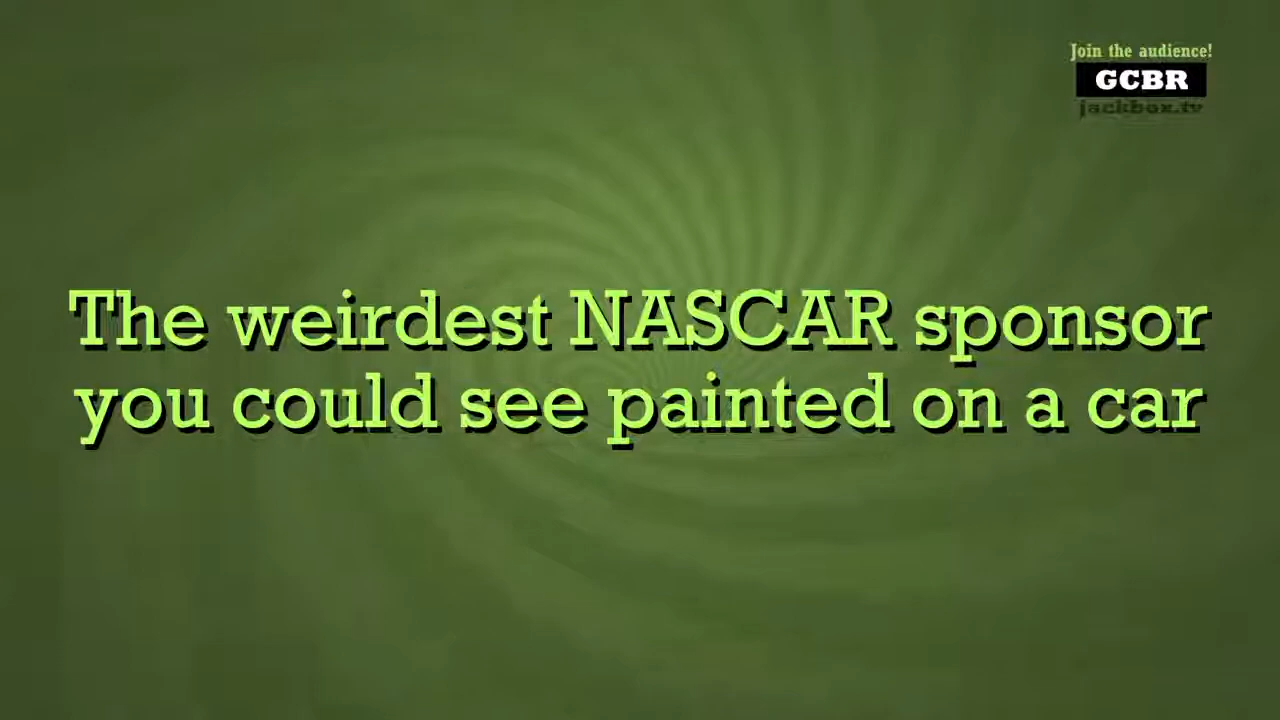 Join the audience!
GCBR
jackbox.tv
The weirdest NASCAR sponsor
you could see painted on a car